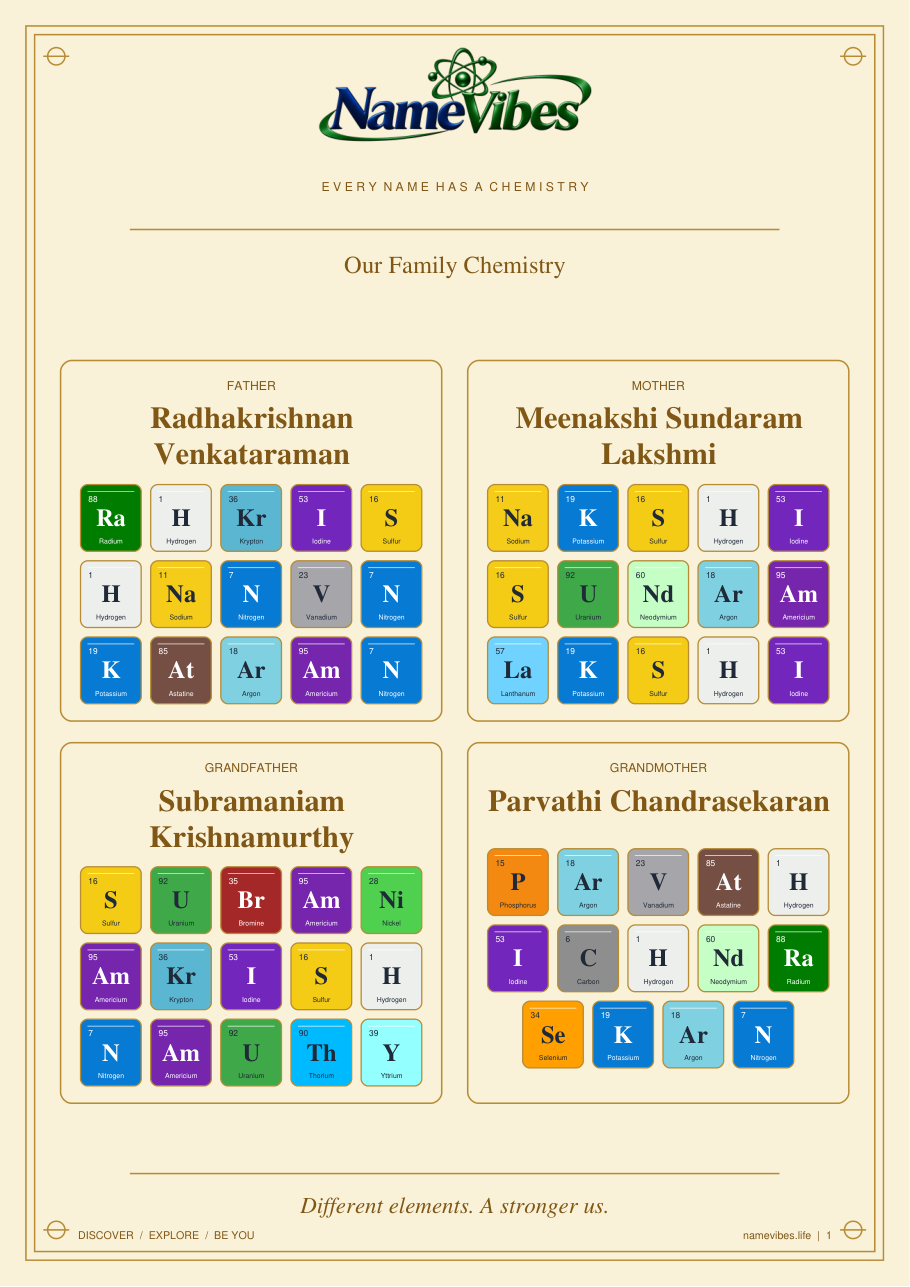 NameVibes
EVERY NAME HAS A CHEMISTRY
Our Family Chemistry
FATHER
Radhakrishnan
Venkataraman
88 1 36 53 16
Ra H Kr I S
Radium Hydrogen Krypton Iodine Sulfur
1 11 7 23 7
H Na N V N
Hydrogen Sodium Nitrogen Vanadium Nitrogen
19 85 18 95 7
K At Ar Am N
Potassium Astatine Argon Americium Nitrogen
MOTHER
Meenakshi Sundaram
Lakshmi
11 19 16 1 53
Na K S H I
Sodium Potassium Sulfur Hydrogen Iodine
16 92 60 18 95
S U Nd Ar Am
Sulfur Uranium Neodymium Argon Americium
57 19 16 1 53
La K S H I
Lanthanum Potassium Sulfur Hydrogen Iodine
GRANDFATHER
Subramaniam
Krishnamurthy
16 92 35 95 28
S U Br Am Ni
Sulfur Uranium Bromine Americium Nickel
95 36 53 16 1
Am Kr I S H
Americium Krypton Iodine Sulfur Hydrogen
7 95 92 90 39
N Am U Th Y
Nitrogen Americium Uranium Thorium Yttrium
GRANDMOTHER
Parvathi Chandrasekaran
15 18 23 85 1
P Ar V At H
Phosphorus Argon Vanadium Astatine Hydrogen
53 6 1 60 88
I C H Nd Ra
Iodine Carbon Hydrogen Neodymium Radium
34 19 18 7
Se K Ar N
Selenium Potassium Argon Nitrogen
Different elements. A stronger us.
DISCOVER / EXPLORE / BE YOU
namevibes.life | 1